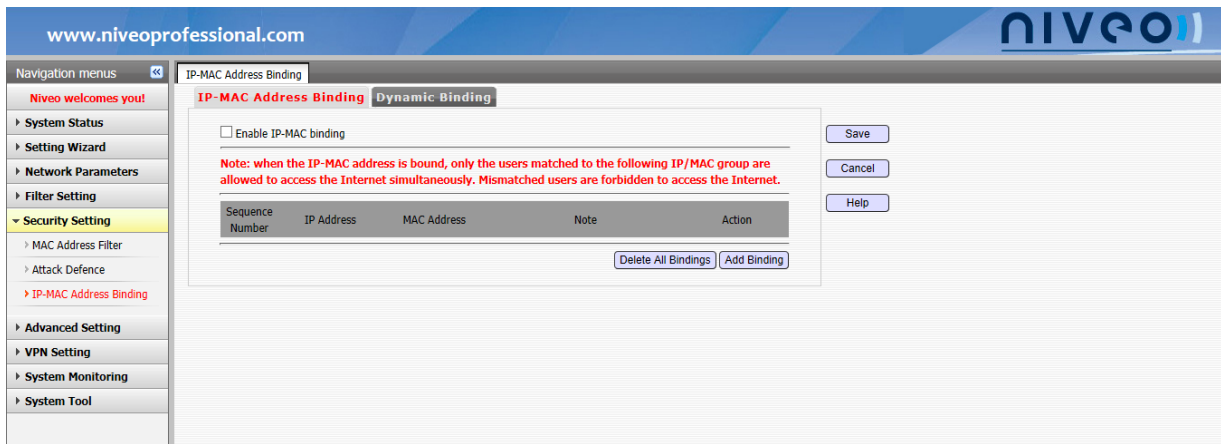 www.niveoprofessional.com
niveo
Navigation menus
Niveo welcomes you!
System Status
Setting Wizard
Network Parameters
Filter Setting
Security Setting
MAC Address Filter
Attack Defence
IP-MAC Address Binding
Advanced Setting
VPN Setting
System Monitoring
System Tool
IP-MAC Address Binding
IP-MAC Address Binding Dynamic Binding
Enable IP-MAC binding
Note: when the IP-MAC address is bound, only the users matched to the following IP/MAC group are
allowed to access the Internet simultaneously. Mismatched users are forbidden to access the Internet.
Sequence Number IP Address MAC Address Note Action
Delete All Bindings Add Binding
Save
Cancel
Help